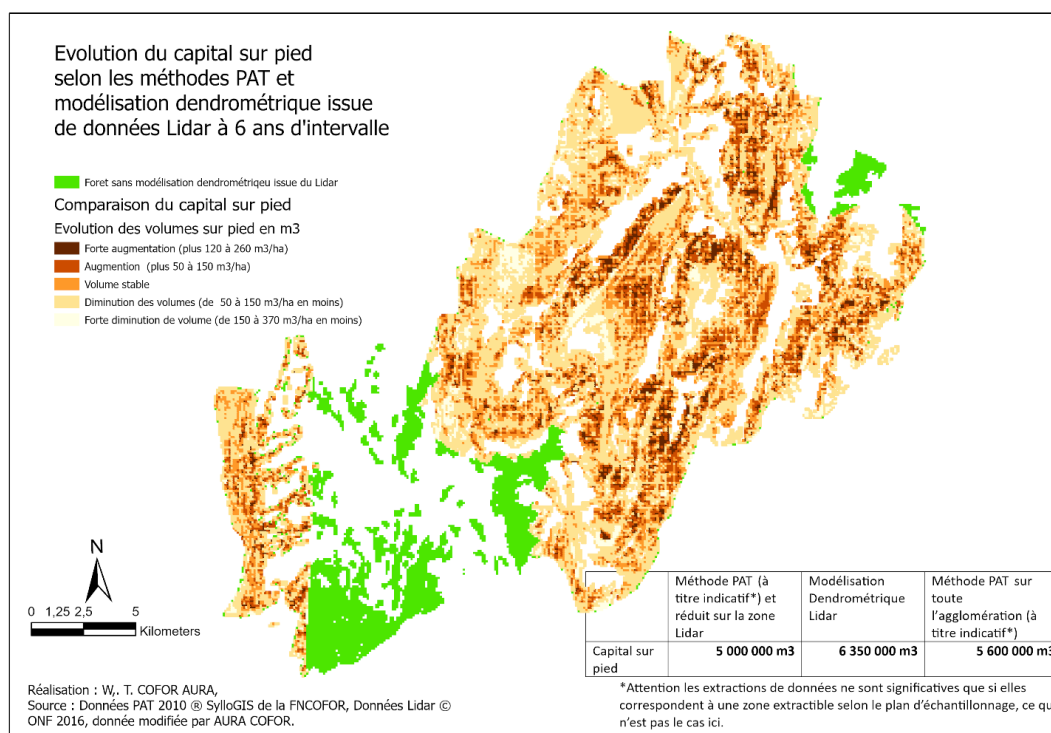 Evolution du capital sur pied
selon les méthodes PAT et
modélisation dendrométrique issue
de données Lidar à 6 ans d'intervalle
Foret sans modélisation dendrométriqeu issue du Lidar
Comparaison du capital sur pied
Evolution des volumes sur pied en m3
Forte augmentation (plus 120 à 260 m3/ha)
Augmention (plus 50 à 150 m3/ha)
Volume stable
Diminution des volumes (de 50 à 150 m3/ha en moins)
Forte diminution de volume (de 150 à 370 m3/ha en moins)
N
0 1,25 2,5 5
Kilometers
Méthode PAT (à
titre indicatif*) et
réduit sur la zone
Lidar
Modélisation
Dendrométrique
Lidar
Méthode PAT sur
toute
l'agglomération (à
titre indicatif*)
Capital sur
pied
5 000 000 m3
6 350 000 m3
5 600 000 m3
Réalisation : W,. T. COFOR AURA,
Source : Données PAT 2010 ® SylloGIS de la FNCOFOR, Données Lidar ©
ONF 2016, donnée modifiée par AURA COFOR.
*Attention les extractions de données ne sont significatives que si elles
correspondent à une zone extractible selon le plan d'échantillonnage, ce qu
n'est pas le cas ici.